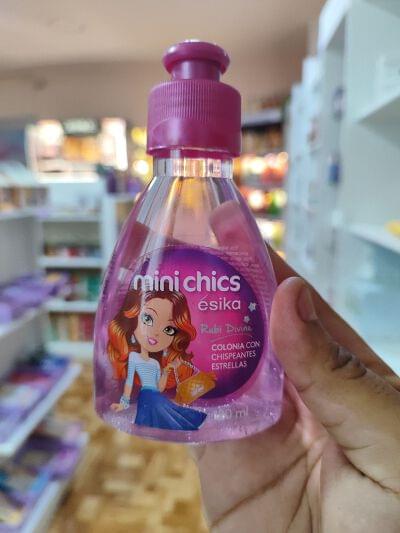 mini chics
ésika
Rubí Divina
COLONIA CON
CHISPEANTES
ESTRELLAS